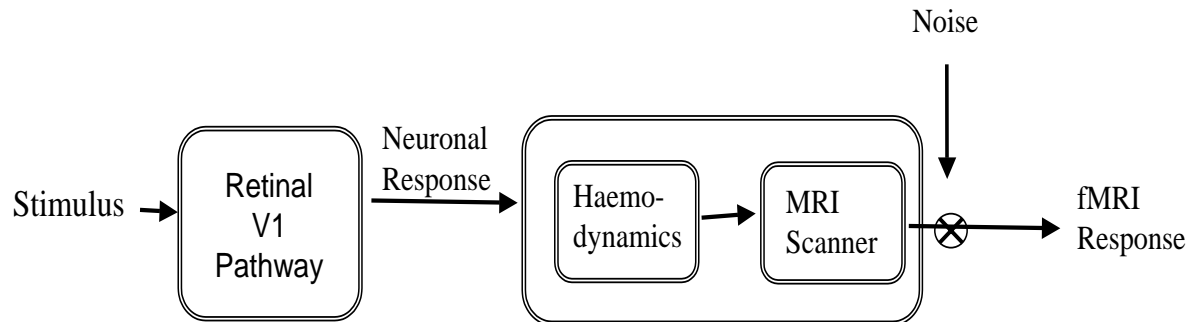 Noise
Stimulus
Retinal
V1
Pathway
Neuronal
Response
Haemo-
dynamics
MRI
Scanner
fMRI
Response